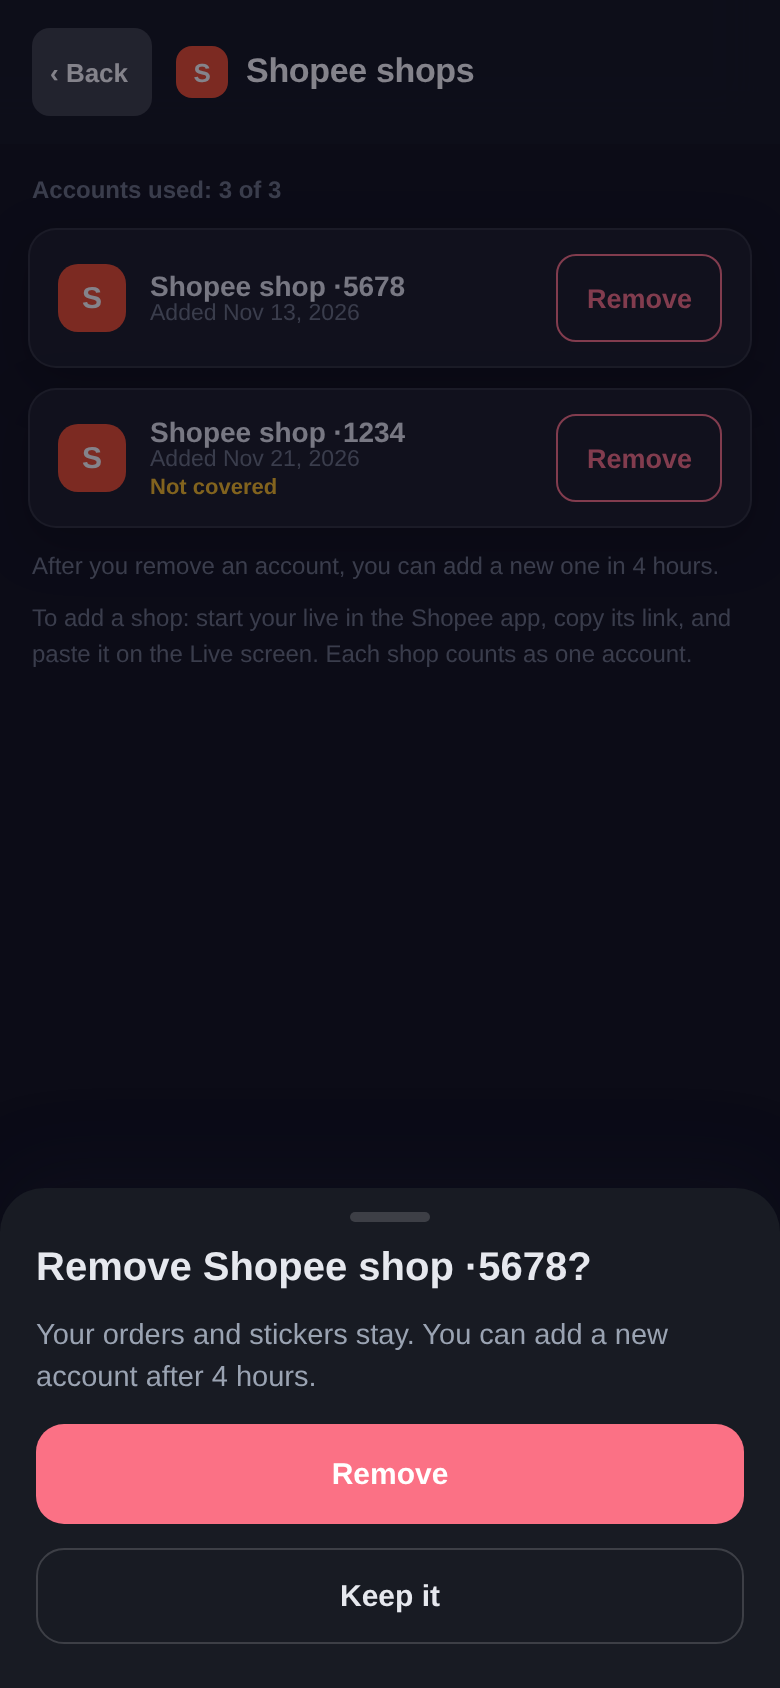 ‹ Back
S
Shopee shops
Accounts used: 3 of 3
S
Shopee shop ·5678
Added Nov 13, 2026
Remove
S
Shopee shop ·1234
Added Nov 21, 2026
Not covered
Remove
After you remove an account, you can add a new one in 4 hours.
To add a shop: start your live in the Shopee app, copy its link, and
paste it on the Live screen. Each shop counts as one account.
Remove Shopee shop ·5678?
Your orders and stickers stay. You can add a new
account after 4 hours.
Remove
Keep it